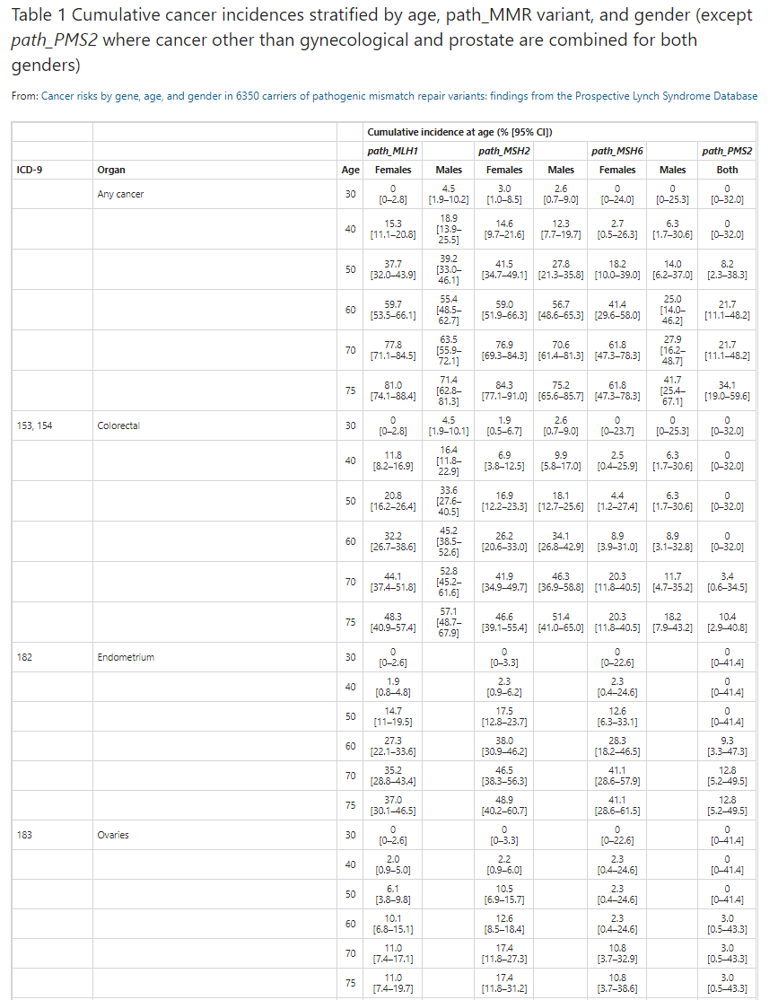 Table 1 Cumulative cancer incidences stratified by age, path_MMR variant, and gender (except
path_PMS2 where cancer other than gynecological and prostate are combined for both
genders)
From: Cancer risks by gene, age, and gender in 6350 carriers of pathogenic mismatch repair variants: findings from the Prospective Lynch Syndrome Database
Cumulative incidence at age (% [95% CI])
path_MLH1 path_MSH2 path_MSH6 path_PMS2
ICD-9 Organ Age Females Males Females Males Females Males Both
Any cancer 30 0 [0–2.8] 4.5 [1.9–10.2] 3.0 [1.0–8.5] 2.6 [0.7–9.0] 0 [0–24.0] 0 [0–25.3] 0 [0–32.0]
40 15.3 [11.1–20.8] 18.9 [13.9–25.5] 14.6 [9.7–21.6] 12.3 [7.7–19.7] 2.7 [0.5–26.3] 6.3 [1.7–30.6] 0 [0–32.0]
50 37.7 [32.0–43.9] 39.2 [33.0–46.1] 41.5 [34.7–49.1] 27.8 [21.3–35.8] 18.2 [10.0–39.0] 14.0 [6.2–37.0] 8.2 [2.3–38.3]
60 59.7 [53.5–66.1] 55.4 [48.5–62.7] 59.0 [51.9–66.3] 56.7 [48.6–65.3] 41.4 [29.6–58.0] 25.0 [14.0–46.2] 21.7 [11.1–48.2]
70 77.8 [71.1–84.5] 63.5 [55.9–72.1] 76.9 [69.3–84.3] 70.6 [61.4–81.3] 61.8 [47.3–78.3] 27.9 [16.2–48.7] 21.7 [11.1–48.2]
75 81.0 [74.1–88.4] 71.4 [62.8–81.3] 84.3 [77.1–91.0] 75.2 [65.6–85.7] 61.8 [47.3–78.3] 41.7 [25.4–67.1] 34.1 [19.0–59.6]
153, 154 Colorectal 30 0 [0–2.8] 4.5 [1.9–10.1] 1.9 [0.5–6.7] 2.6 [0.7–9.0] 0 [0–23.7] 0 [0–25.3] 0 [0–32.0]
40 11.8 [8.2–16.9] 16.4 [11.8–22.9] 6.9 [3.8–12.5] 9.9 [5.8–17.0] 2.5 [0.4–25.9] 6.3 [1.7–30.6] 0 [0–32.0]
50 20.8 [16.2–26.4] 33.6 [27.6–40.5] 16.9 [12.2–23.3] 18.1 [12.7–25.6] 4.4 [1.2–27.4] 6.3 [1.7–30.6] 0 [0–32.0]
60 32.2 [26.7–38.6] 45.2 [38.5–52.6] 26.2 [20.6–33.0] 34.1 [26.8–42.9] 8.9 [3.9–31.0] 8.9 [3.1–32.8] 0 [0–32.0]
70 44.1 [37.4–51.8] 52.8 [45.2–61.6] 41.9 [34.9–49.7] 46.3 [36.9–58.8] 20.3 [11.8–40.5] 11.7 [4.7–35.2] 3.4 [0.6–34.5]
75 48.3 [40.9–57.4] 57.1 [48.7–67.9] 46.6 [39.1–55.4] 51.4 [41.0–65.0] 20.3 [11.8–40.5] 18.2 [7.9–43.2] 10.4 [2.9–40.8]
182 Endometrium 30 0 [0–2.6] 0 [0–3.3] 0 [0–22.6] 0 [0–41.4]
40 1.9 [0.8–4.8] 2.3 [0.9–6.2] 2.3 [0.4–24.6] 0 [0–41.4]
50 14.7 [11–19.5] 17.5 [12.8–23.7] 12.6 [6.3–33.1] 0 [0–41.4]
60 27.3 [22.1–33.6] 38.0 [30.9–46.2] 28.3 [18.2–46.5] 9.3 [3.3–47.3]
70 35.2 [28.8–43.4] 46.5 [38.3–56.3] 41.1 [28.6–57.9] 12.8 [5.2–49.5]
75 37.0 [30.1–46.5] 48.9 [40.2–60.7] 41.1 [28.6–61.5] 12.8 [5.2–49.5]
183 Ovaries 30 0 [0–2.6] 0 [0–3.3] 0 [0–22.6] 0 [0–41.4]
40 2.0 [0.9–5.0] 2.2 [0.9–6.0] 2.3 [0.4–24.6] 0 [0–41.4]
50 6.1 [3.8–9.8] 10.5 [6.9–15.7] 2.3 [0.4–24.6] 0 [0–41.4]
60 10.1 [6.8–15.1] 12.6 [8.5–18.4] 2.3 [0.4–24.6] 3.0 [0.5–43.3]
70 11.0 [7.4–17.1] 17.4 [11.8–27.3] 10.8 [3.7–32.9] 3.0 [0.5–43.3]
75 11.0 [7.4–19.7] 17.4 [11.8–31.2] 10.8 [3.7–38.6] 3.0 [0.5–43.3]